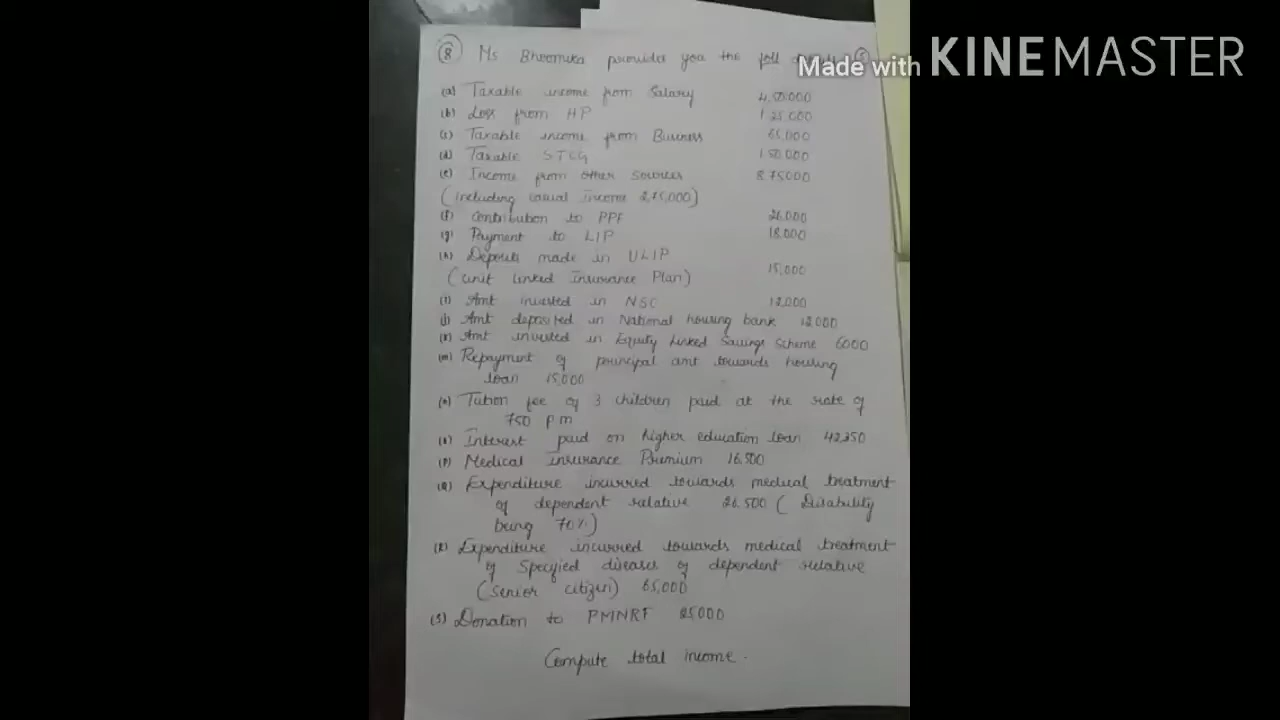 Made with KINEMASTER
(8) Ms Bhoomika provides you the foll
(a) Taxable income from Salary 4,50,000
(b) Loss from HP 1,25,000
(c) Taxable income from Business 65,000
(d) Taxable STCG 1,50,000
(e) Income from other sources 8,75,000
(including casual Income 2,75,000)
(f) Contribution to PPF 26,000
(g) Payment to LIP 18,000
(h) Deposits made in ULIP
(Unit Linked Insurance Plan) 15,000
(i) Amt invested in NSC 12,000
(j) Amt deposited in National housing bank 12,000
(k) Amt invested in Equity Linked Savings Scheme 6000
(m) Repayment of principal amt towards housing
loan 15,000
(n) Tution fee of 3 children paid at the rate of
750 p m
(o) Interest paid on higher education loan 42,350
(p) Medical insurance Premium 16,500
(Q) Expenditure incurred towards medical treatment
of dependent relative 26,500 (Disability
being 70%)
(R) Expenditure incurred towards medical treatment
of specified diseases of dependent relative
(senior citizen) 65,000
(S) Donation to PMNRF 25,000
Compute total income.